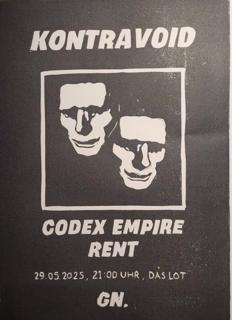 KONTRAVOID
CODEX EMPIRE
RENT
29.05.2025, 21:00 UHR, DAS LOT
GN.